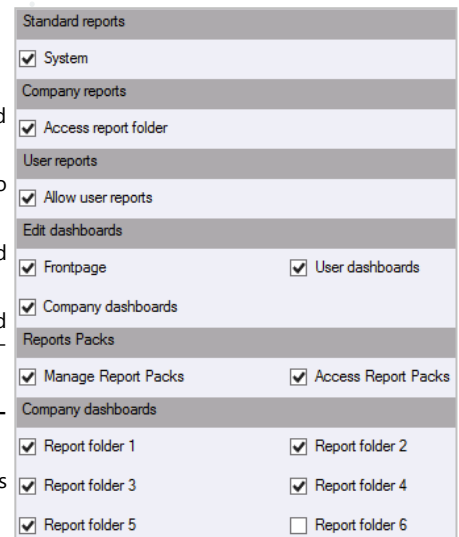 Standard reports
System
Company reports
Access report folder
User reports
Allow user reports
Edit dashboards
Frontpage User dashboards
Company dashboards
Reports Packs
Manage Report Packs Access Report Packs
Company dashboards
Report folder 1 Report folder 2
Report folder 3 Report folder 4
Report folder 5 Report folder 6